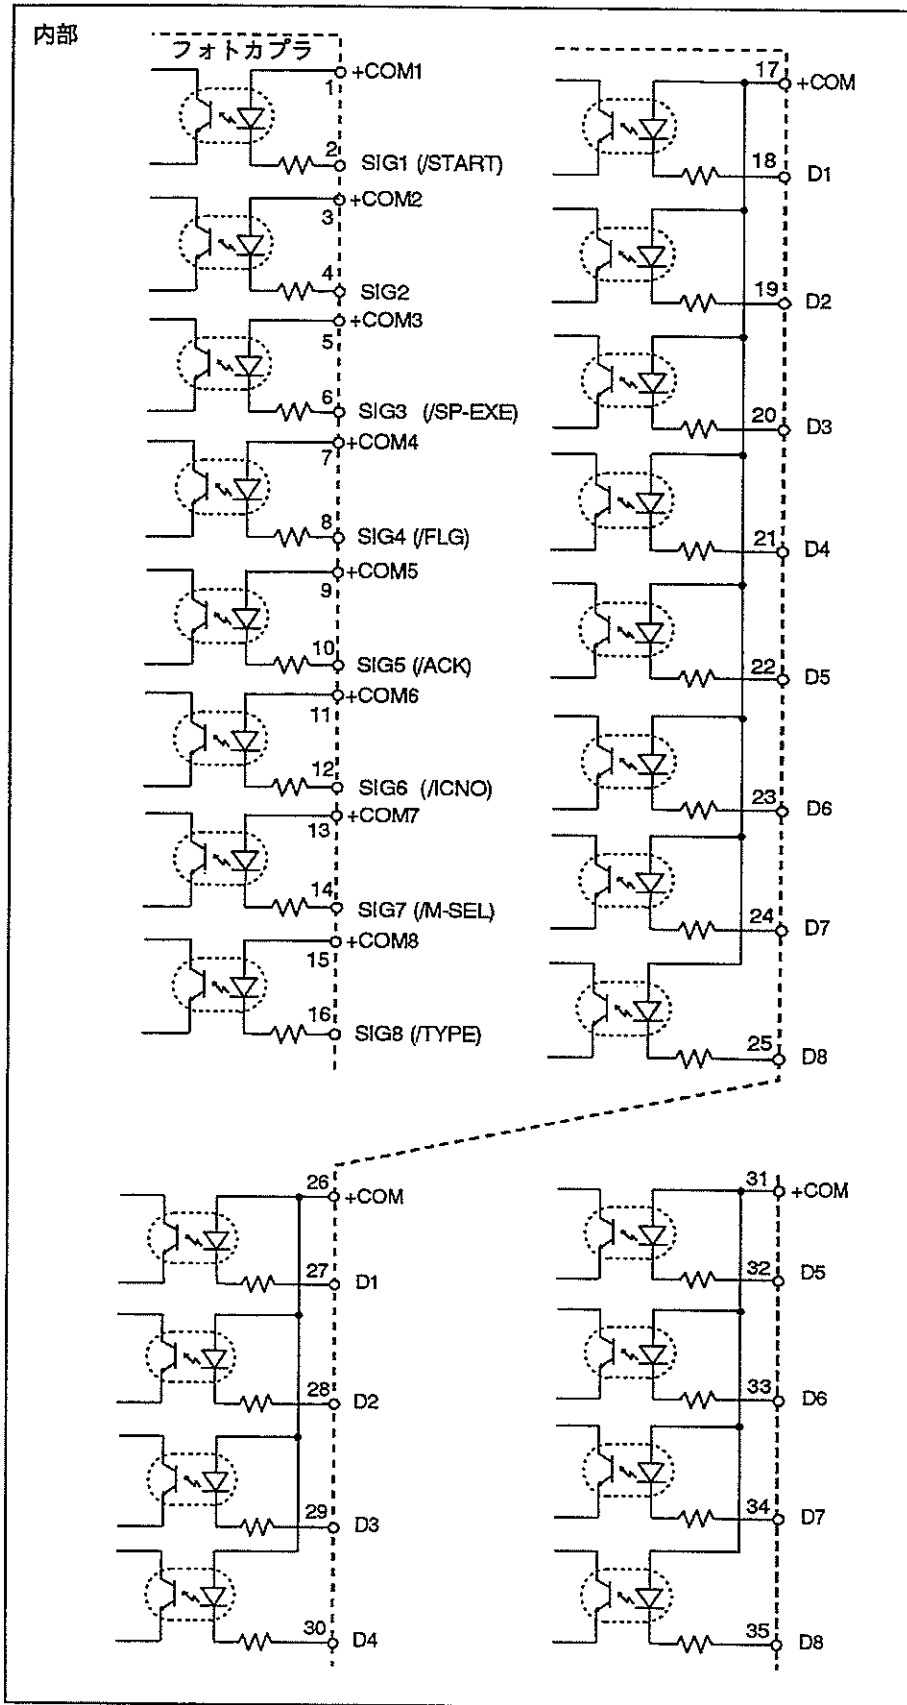 内部
フォトカプラ
+COM1
1
2
SIG1 (/START)
+COM2
3
4
SIG2
+COM3
5
6
SIG3 (/SP-EXE)
+COM4
7
8
SIG4 (/FLG)
+COM5
9
10
SIG5 (/ACK)
+COM6
11
12
SIG6 (/ICNO)
+COM7
13
14
SIG7 (/M-SEL)
+COM8
15
16
SIG8 (/TYPE)
17
+COM
18
D1
19
D2
20
D3
21
D4
22
D5
23
D6
24
D7
25
D8
26
+COM
27
D1
28
D2
29
D3
30
D4
31
+COM
32
D5
33
D6
34
D7
35
D8